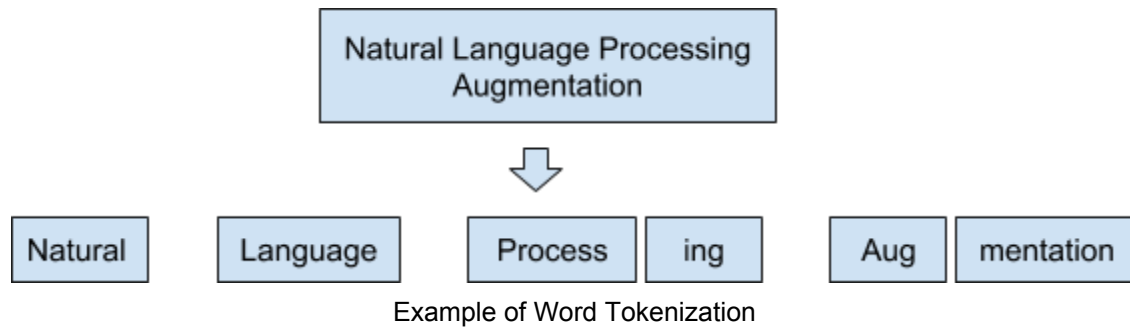 Natural Language Processing
Augmentation
Natural Language Process ing Aug mentation
Example of Word Tokenization